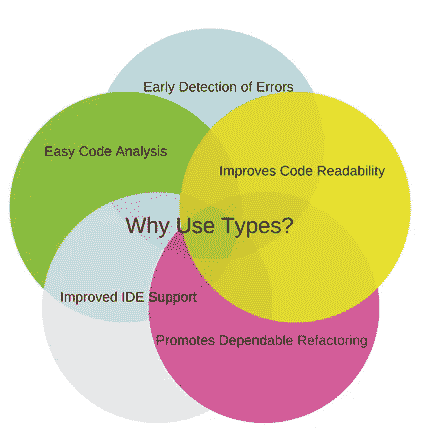 Early Detection of Errors
Easy Code Analysis
Improves Code Readability
Why Use Types?
Improved IDE Support
Promotes Dependable Refactoring